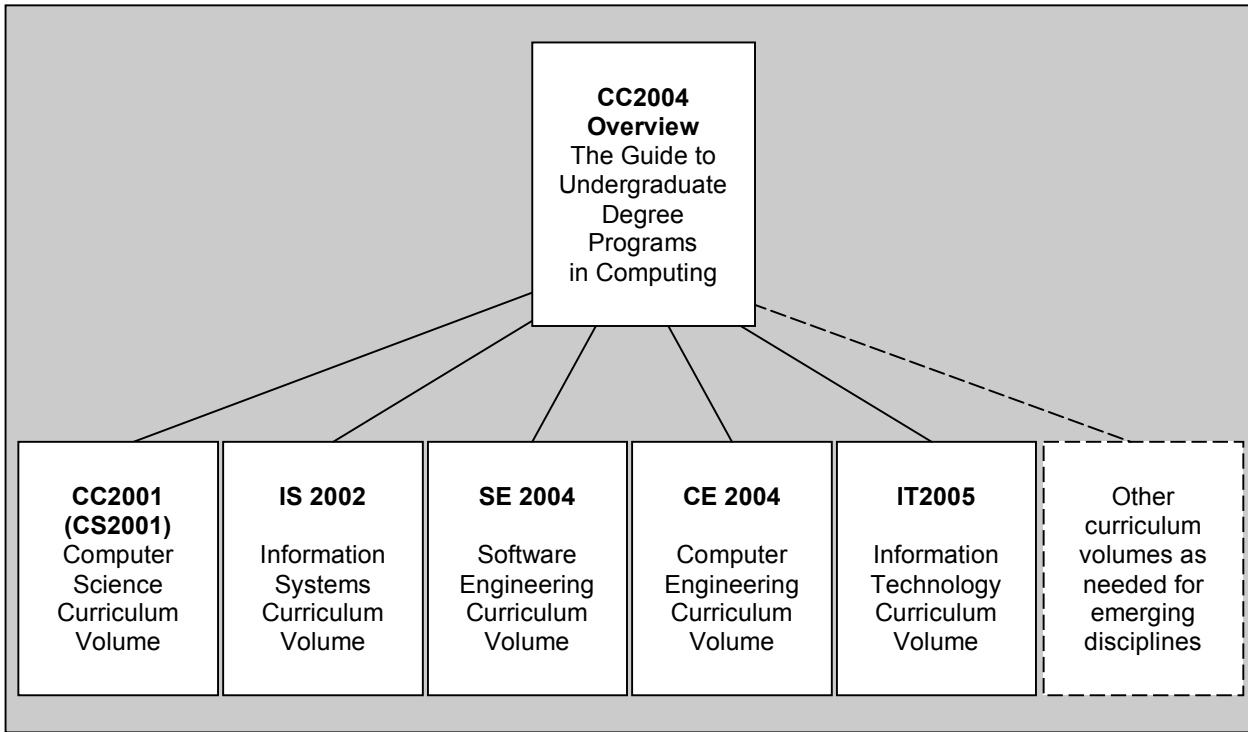 CC2004
Overview
The Guide to
Undergraduate
Degree
Programs
in Computing
CC2001
(CS2001)
Computer
Science
Curriculum
Volume
IS 2002
Information
Systems
Curriculum
Volume
SE 2004
Software
Engineering
Curriculum
Volume
CE 2004
Computer
Engineering
Curriculum
Volume
IT2005
Information
Technology
Curriculum
Volume
Other
curriculum
volumes as
needed for
emerging
disciplines